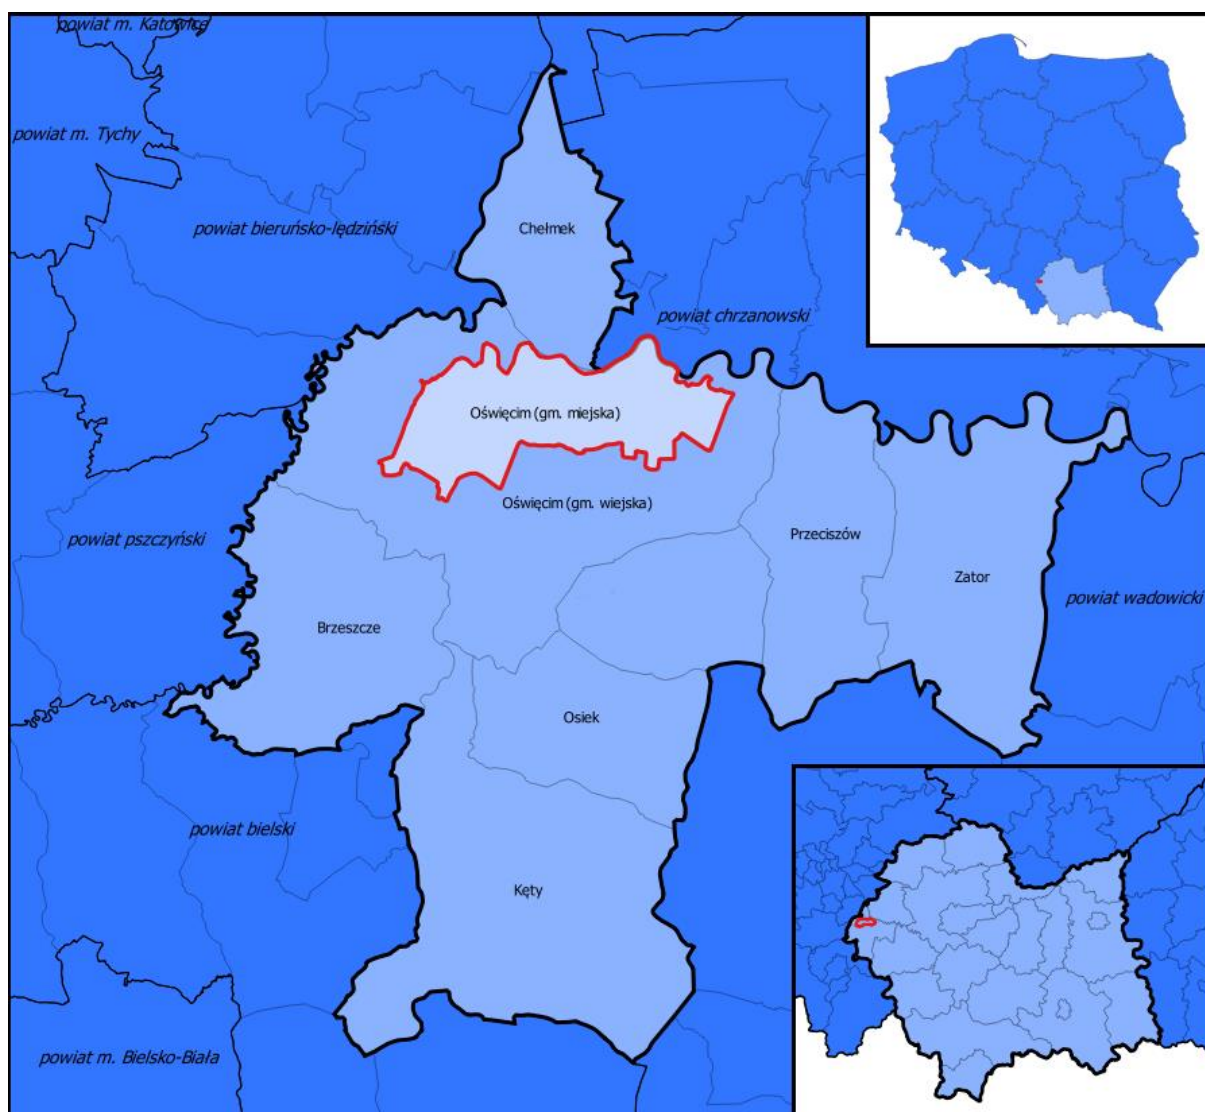 powiat m. Katowice
powiat m. Tychy
powiat bieruńsko-lędziński
Chełmek
powiat chrzanowski
Oświęcim (gm. miejska)
Oświęcim (gm. wiejska)
powiat pszczyński
Przeciszów
Zator
powiat wadowicki
Brzeszcze
Osiek
powiat bielski
Kęty
powiat m. Bielsko-Biała